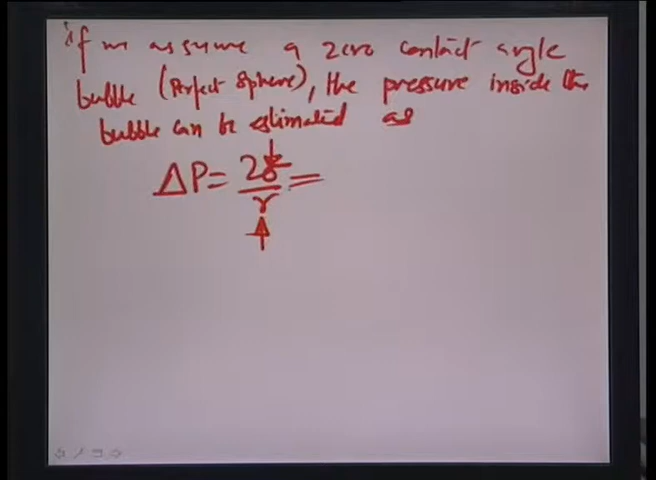 if we assume a zero contact angle
bubble (Perfect sphere), the pressure inside the
bubble can be estimated as
ΔP = 2σ/r =